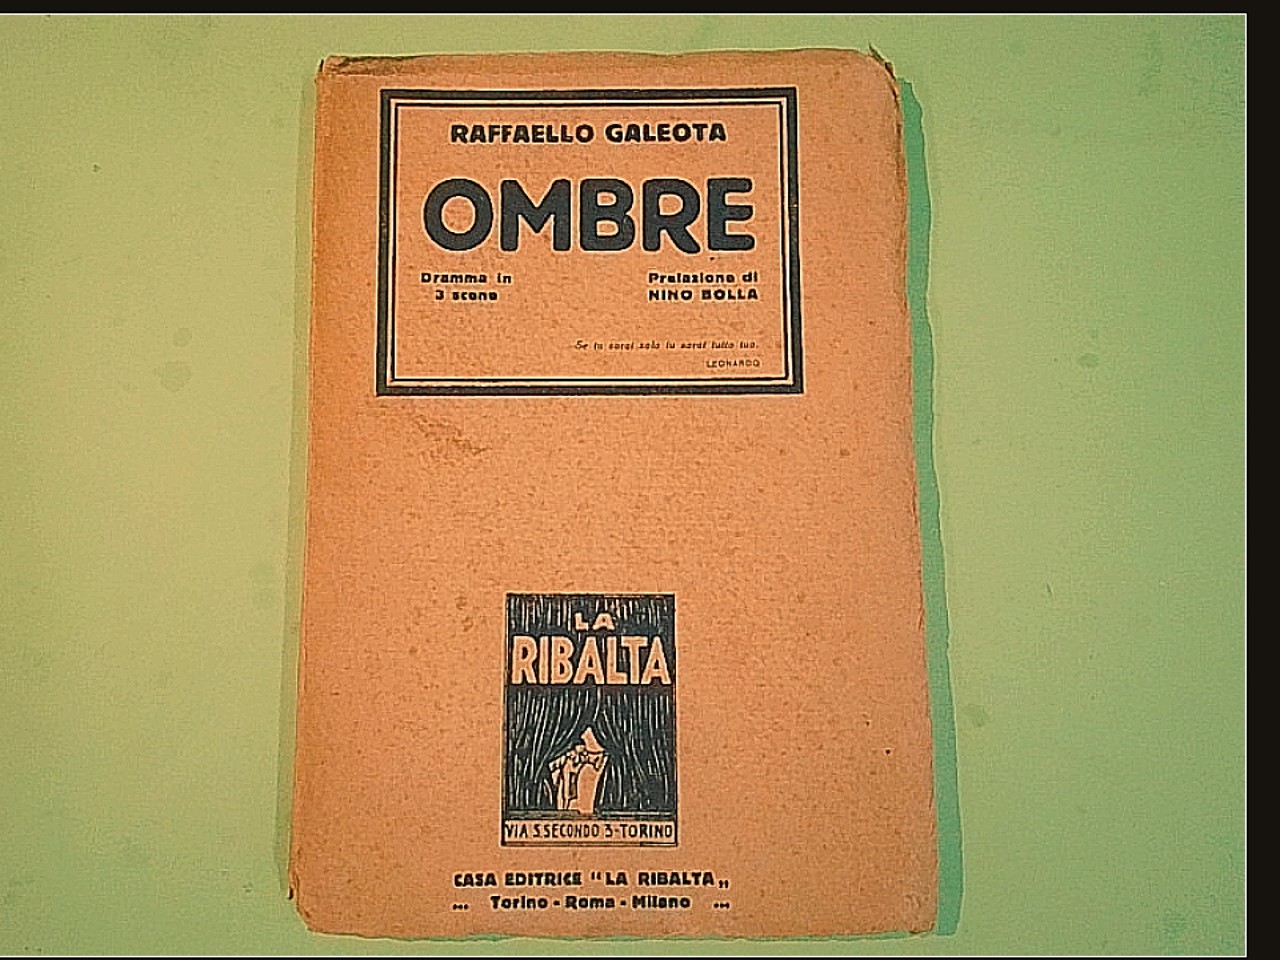 RAFFAELLO GALEOTA
OMBRE
Dramma in
3 scene
Prefazione di
NINO BOLLA
Se tu sarai solo tu sarai tutto tuo.
LEONARDO
LA
RIBALTA
VIA S. SECONDO 3-TORINO
CASA EDITRICE "LA RIBALTA„
... Torino - Roma - Milano ...